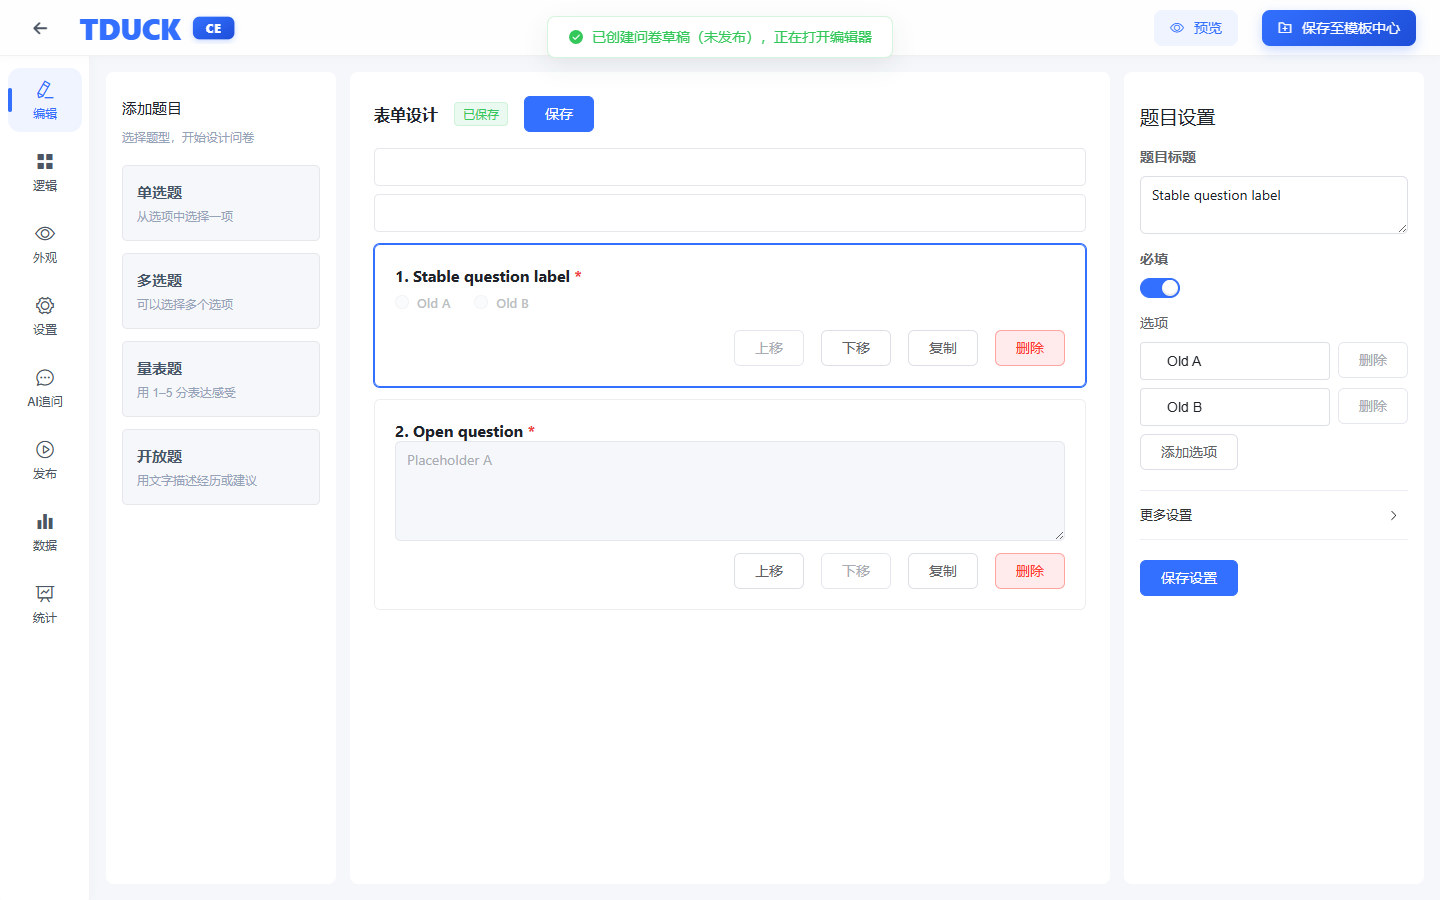 TDUCK CE
已创建问卷草稿（未发布），正在打开编辑器
预览
保存至模板中心
编辑
逻辑
外观
设置
AI追问
发布
数据
统计
添加题目
选择题型，开始设计问卷
单选题
从选项中选择一项
多选题
可以选择多个选项
量表题
用 1–5 分表达感受
开放题
用文字描述经历或建议
表单设计 已保存 保存
1. Stable question label *
Old A Old B
上移 下移 复制 删除
2. Open question *
Placeholder A
上移 下移 复制 删除
题目设置
题目标题
Stable question label
必填
选项
Old A 删除
Old B 删除
添加选项
更多设置
保存设置